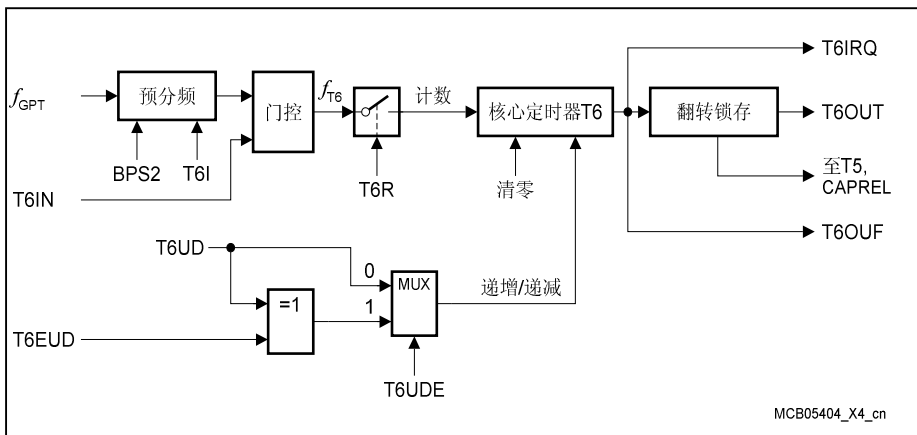 T6IRQ
fGPT
预分频
门控
fT6
计数
核心定时器T6
翻转锁存
T6OUT
BPS2
T6I
T6R
清零
至T5,
CAPREL
T6IN
T6OUF
T6UD
0
MUX
=1
1
递增/递减
T6EUD
T6UDE
MCB05404_X4_cn